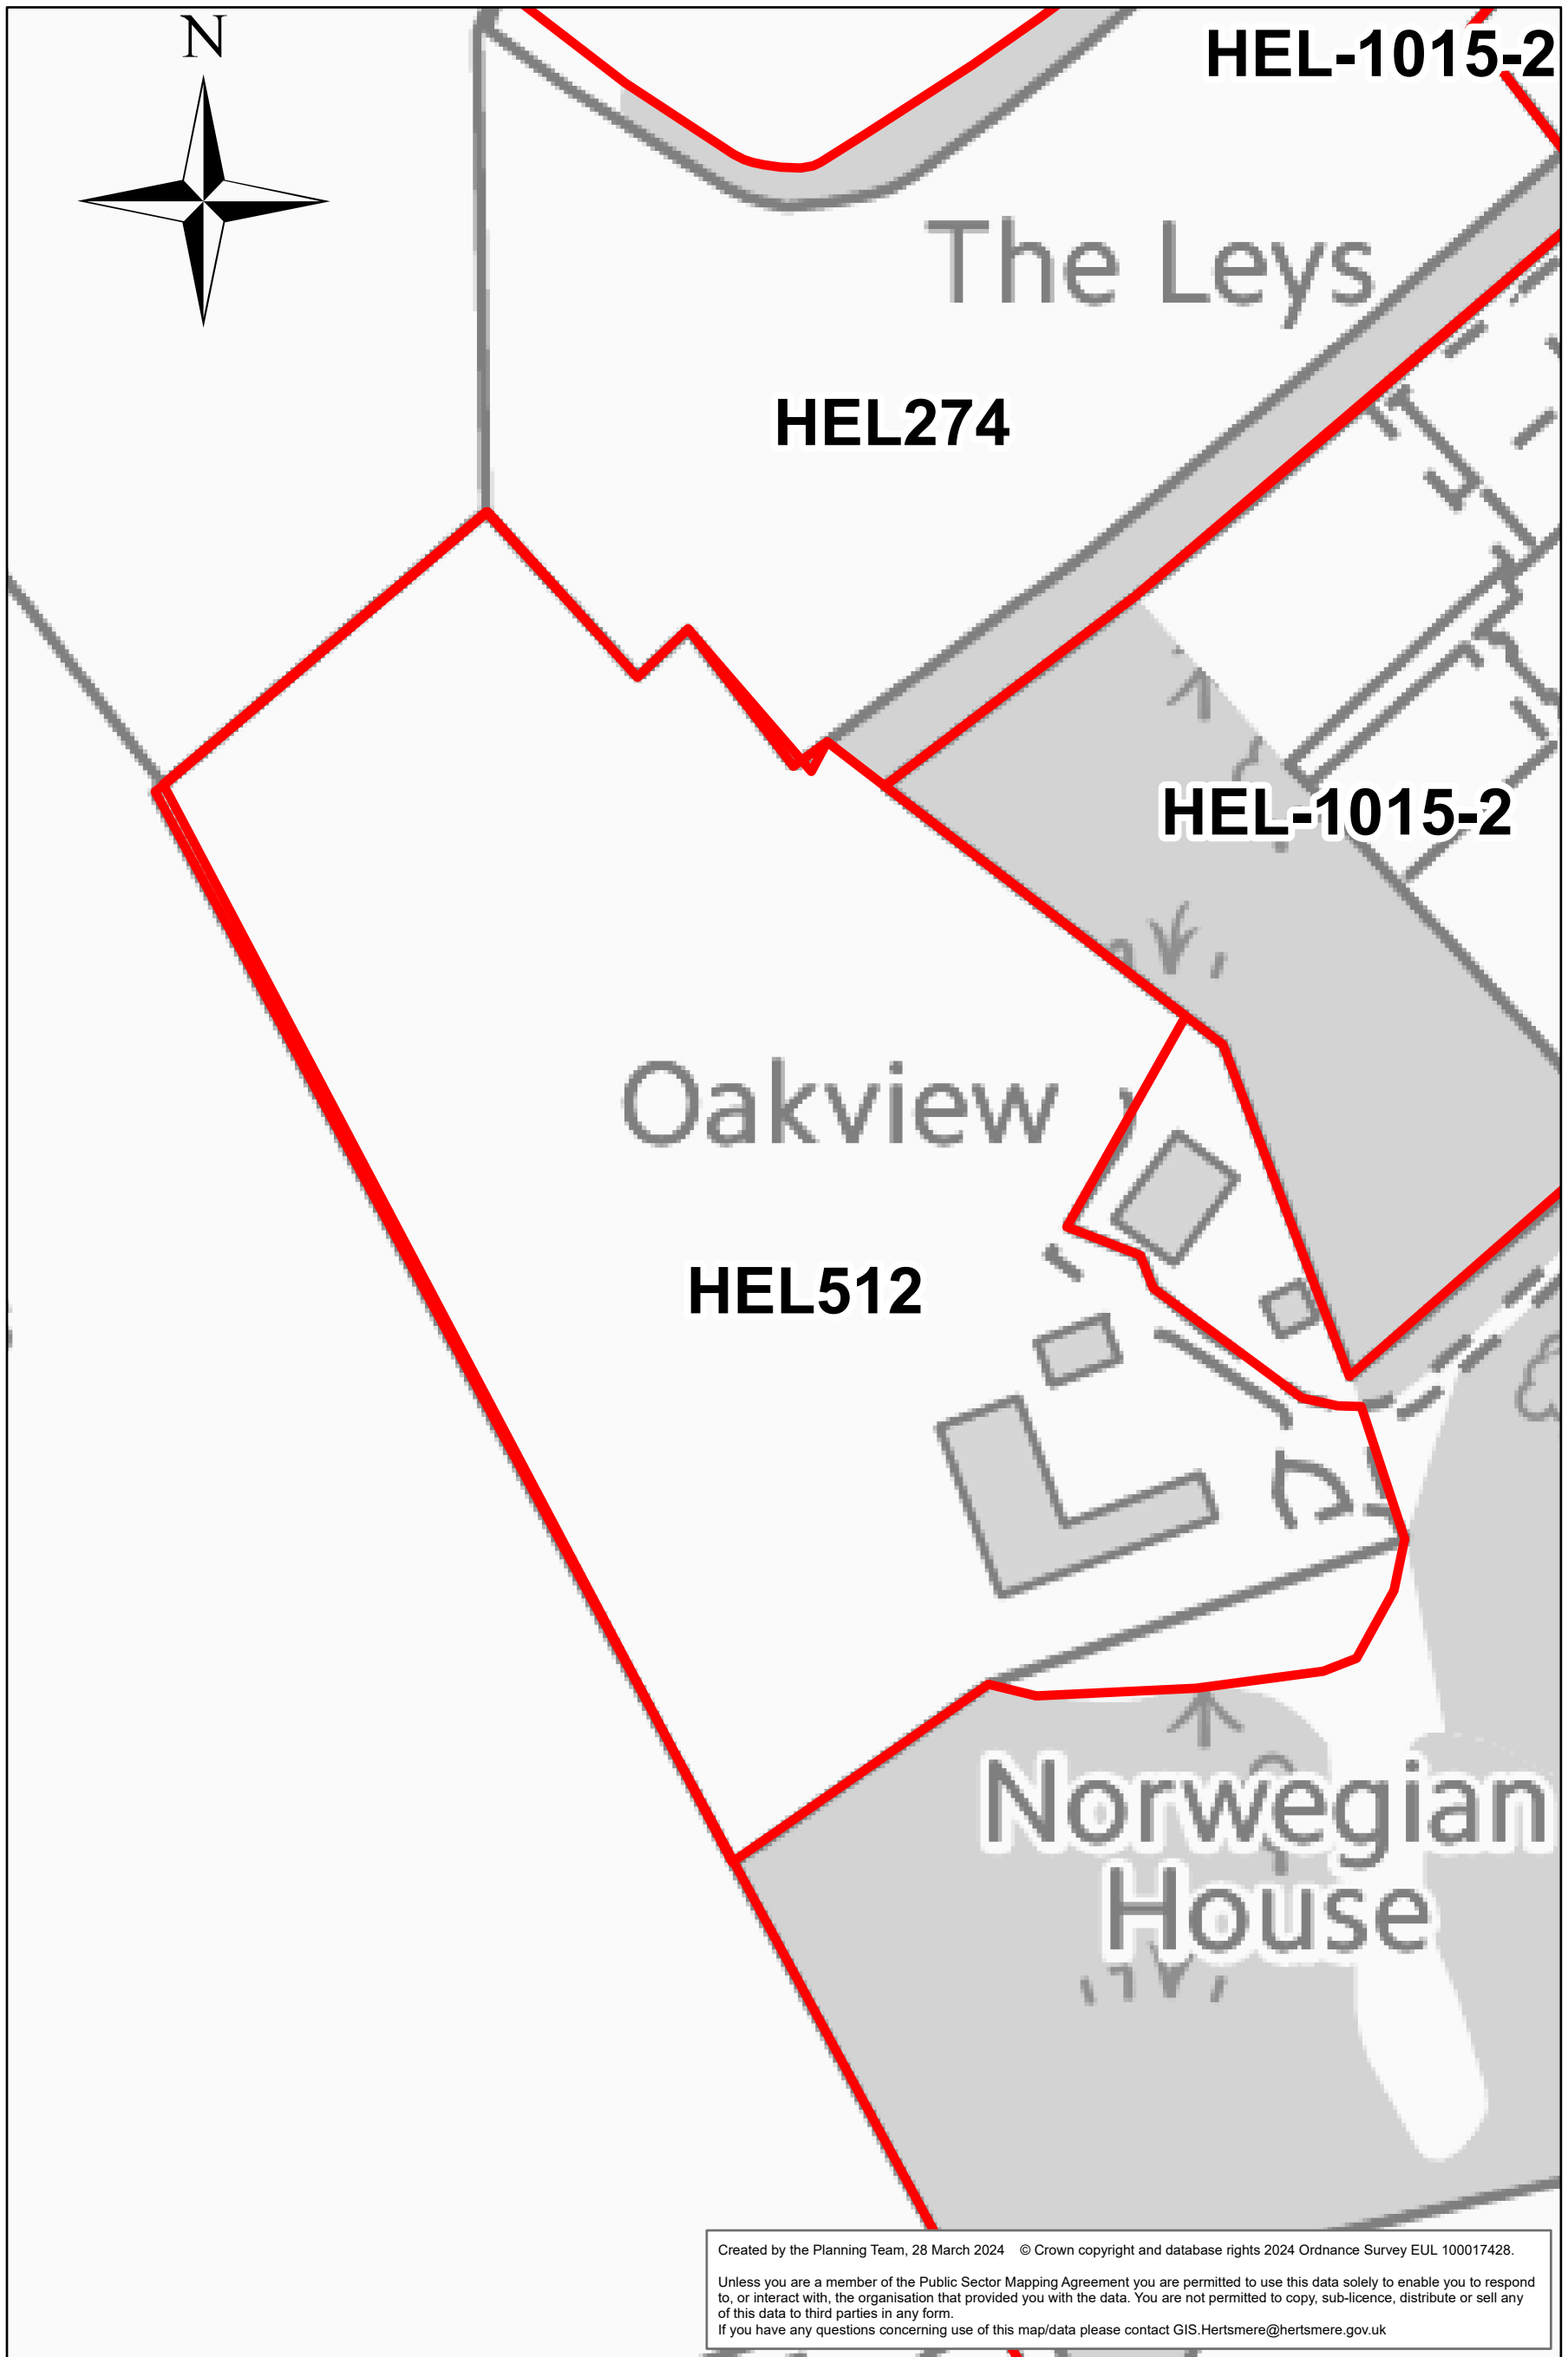 N
HEL-1015-2
The Leys
HEL274
HEL-1015-2
Oakview
HEL512
Norwegian
House
Created by the Planning Team, 28 March 2024    © Crown copyright and database rights 2024 Ordnance Survey EUL 100017428.
Unless you are a member of the Public Sector Mapping Agreement you are permitted to use this data solely to enable you to respond
to, or interact with, the organisation that provided you with the data. You are not permitted to copy, sub-licence, distribute or sell any
of this data to third parties in any form.
If you have any questions concerning use of this map/data please contact GIS.Hertsmere@hertsmere.gov.uk